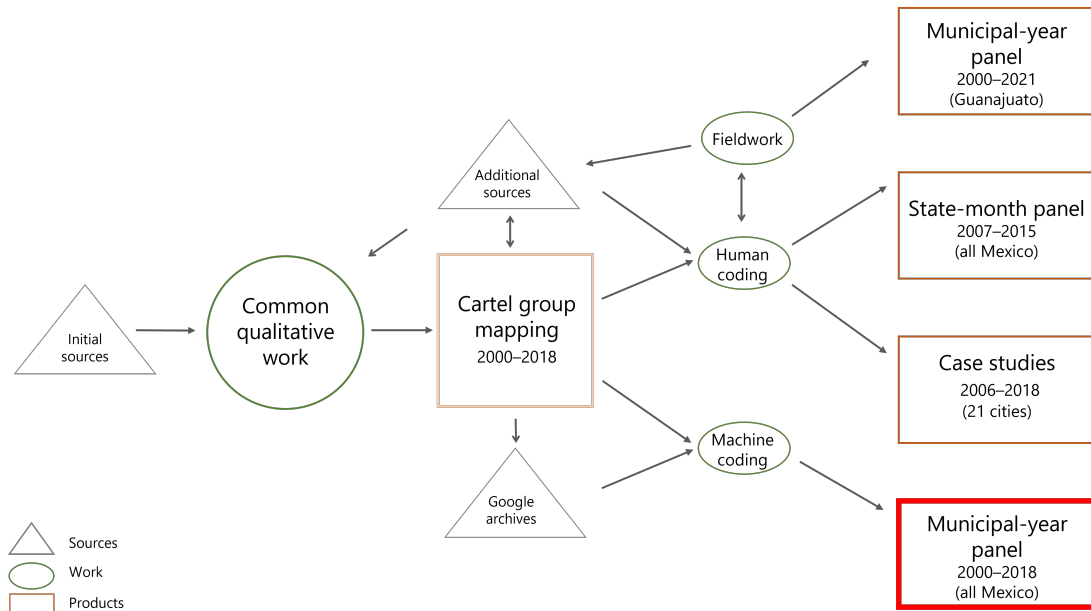 Initial
sources
Common
qualitative
work
Additional
sources
Cartel group
mapping
2000–2018
Google
archives
Fieldwork
Human
coding
Machine
coding
Municipal-year
panel
2000–2021
(Guanajuato)
State-month panel
2007–2015
(all Mexico)
Case studies
2006–2018
(21 cities)
Municipal-year
panel
2000–2018
(all Mexico)
Sources
Work
Products